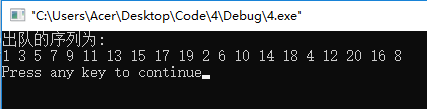 "C:\Users\Acer\Desktop\Code\4\Debug\4.exe"
出队的序列为:
1 3 5 7 9 11 13 15 17 19 2 6 10 14 18 4 12 20 16 8
Press any key to continue